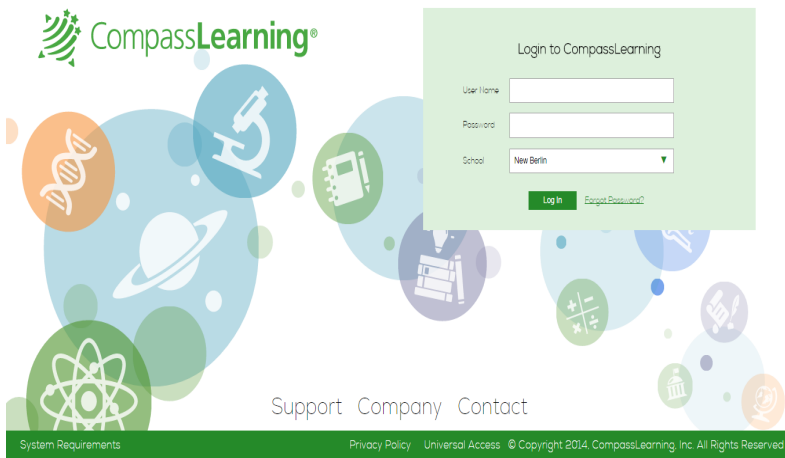 CompassLearning®
Login to CompassLearning
User Name
Password
School New Berlin
Log In Forgot Password?
Support Company Contact
System Requirements Privacy Policy Universal Access © Copyright 2014, CompassLearning, Inc. All Rights Reserved